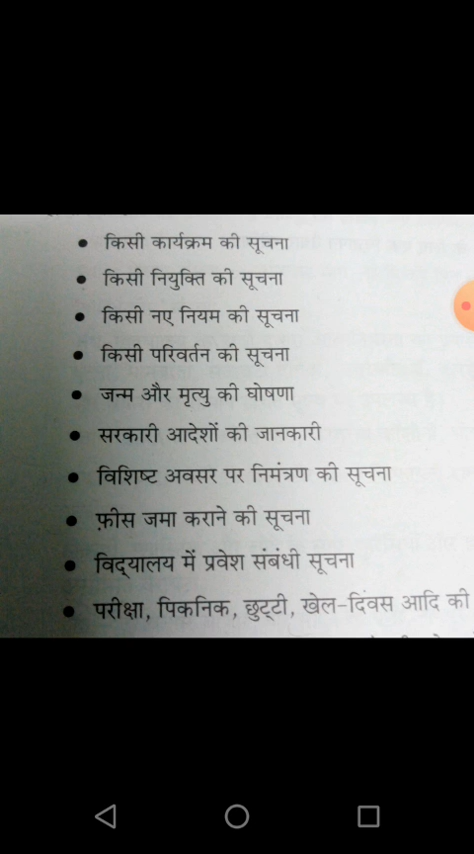 • किसी कार्यक्रम की सूचना
• किसी नियुक्ति की सूचना
• किसी नए नियम की सूचना
• किसी परिवर्तन की सूचना
• जन्म और मृत्यु की घोषणा
• सरकारी आदेशों की जानकारी
• विशिष्ट अवसर पर निमंत्रण की सूचना
• फ़ीस जमा कराने की सूचना
• विद्यालय में प्रवेश संबंधी सूचना
• परीक्षा, पिकनिक, छुट्टी, खेल-दिवस आदि की